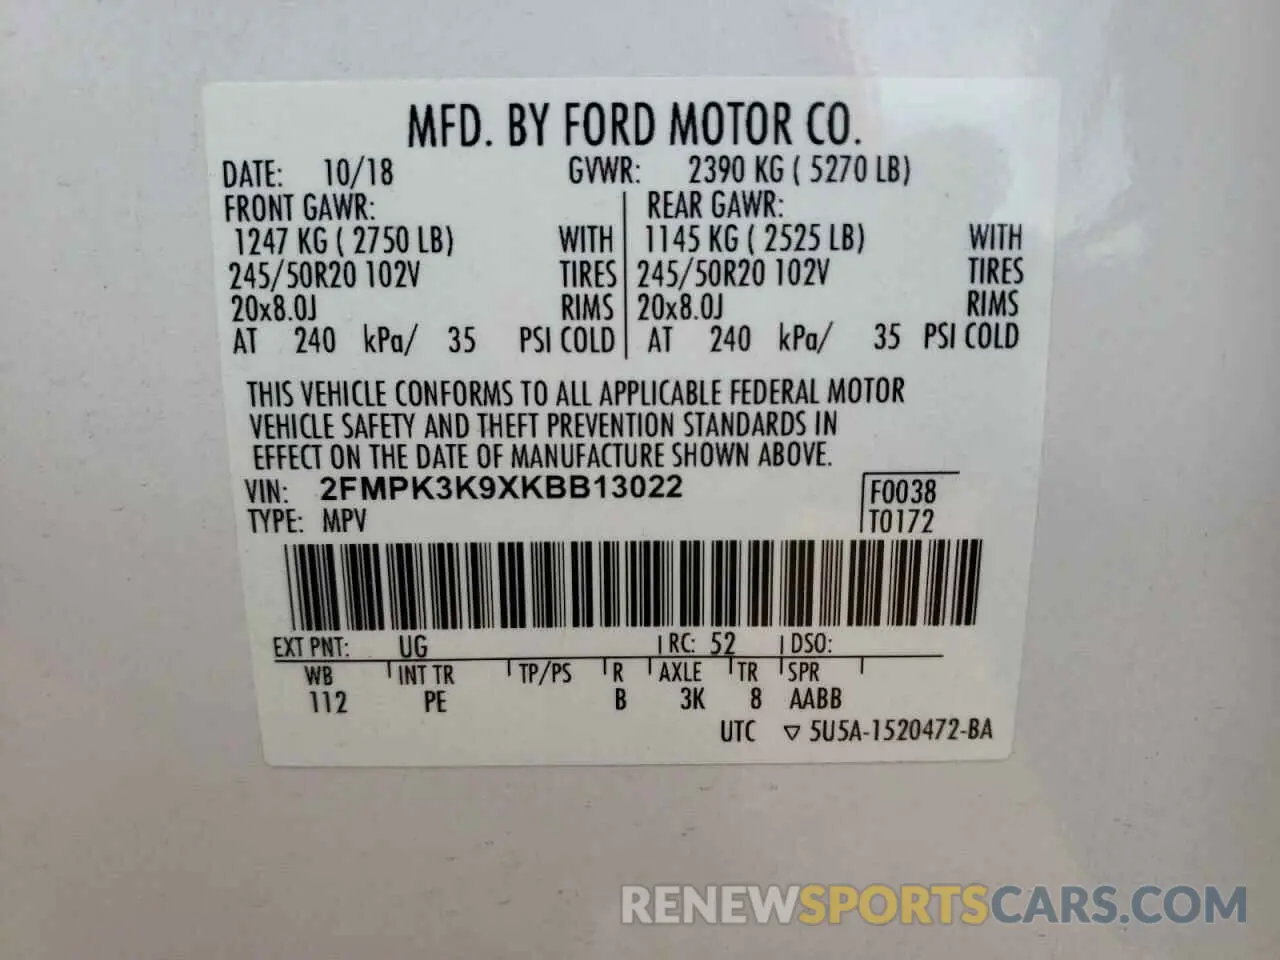 MFD. BY FORD MOTOR CO.
DATE: 10/18 GVWR: 2390 KG ( 5270 LB)
FRONT GAWR: REAR GAWR:
1247 KG ( 2750 LB) WITH 1145 KG ( 2525 LB) WITH
245/50R20 102V TIRES 245/50R20 102V TIRES
20x8.0J RIMS 20x8.0J RIMS
AT 240 kPa/ 35 PSI COLD AT 240 kPa/ 35 PSI COLD
THIS VEHICLE CONFORMS TO ALL APPLICABLE FEDERAL MOTOR
VEHICLE SAFETY AND THEFT PREVENTION STANDARDS IN
EFFECT ON THE DATE OF MANUFACTURE SHOWN ABOVE.
VIN: 2FMPK3K9XKBB13022 F0038
TYPE: MPV T0172
EXT PNT: UG RC: 52 DSO:
WB INT TR TP/PS R AXLE TR SPR
112 PE B 3K 8 AABB
UTC ▽ 5U5A-1520472-BA
RENEWSPORTSCARS.COM